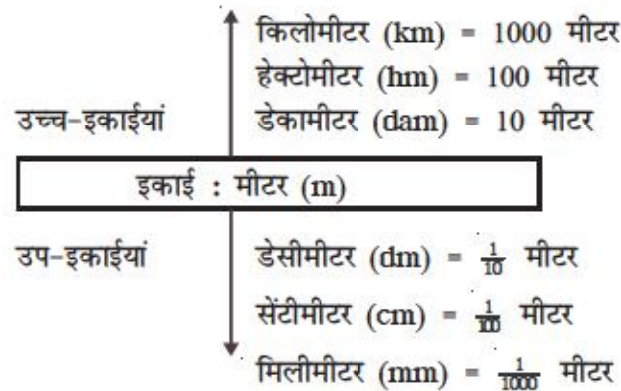 किलोमीटर (km) = 1000 मीटर
हेक्टोमीटर (hm) = 100 मीटर
उच्च-इकाईयां डेकामीटर (dam) = 10 मीटर
इकाई : मीटर (m)
उप-इकाईयां डेसीमीटर (dm) = 1/10 मीटर
सेंटीमीटर (cm) = 1/100 मीटर
मिलीमीटर (mm) = 1/1000 मीटर